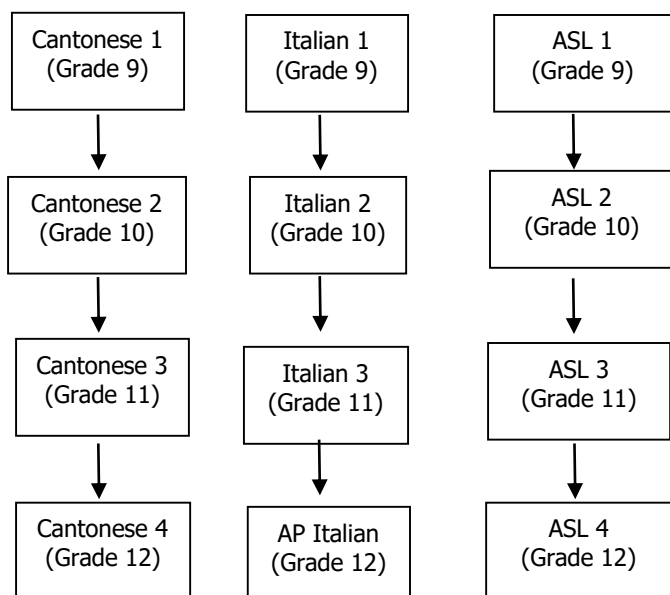 Cantonese 1
(Grade 9)
Italian 1
(Grade 9)
ASL 1
(Grade 9)
Cantonese 2
(Grade 10)
Italian 2
(Grade 10)
ASL 2
(Grade 10)
Cantonese 3
(Grade 11)
Italian 3
(Grade 11)
ASL 3
(Grade 11)
Cantonese 4
(Grade 12)
AP Italian
(Grade 12)
ASL 4
(Grade 12)